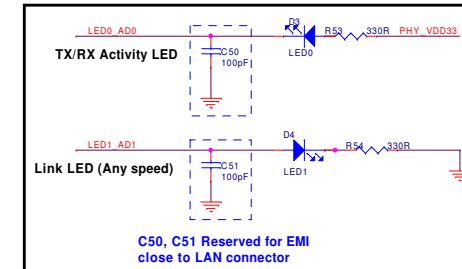 D3
LED0_AD0 R53 330R PHY_VDD33
TX/RX Activity LED C50 LED0
100pF
D4
LED1_AD1 R54 330R
Link LED (Any speed) C51 LED1
100pF
C50, C51 Reserved for EMI
close to LAN connector